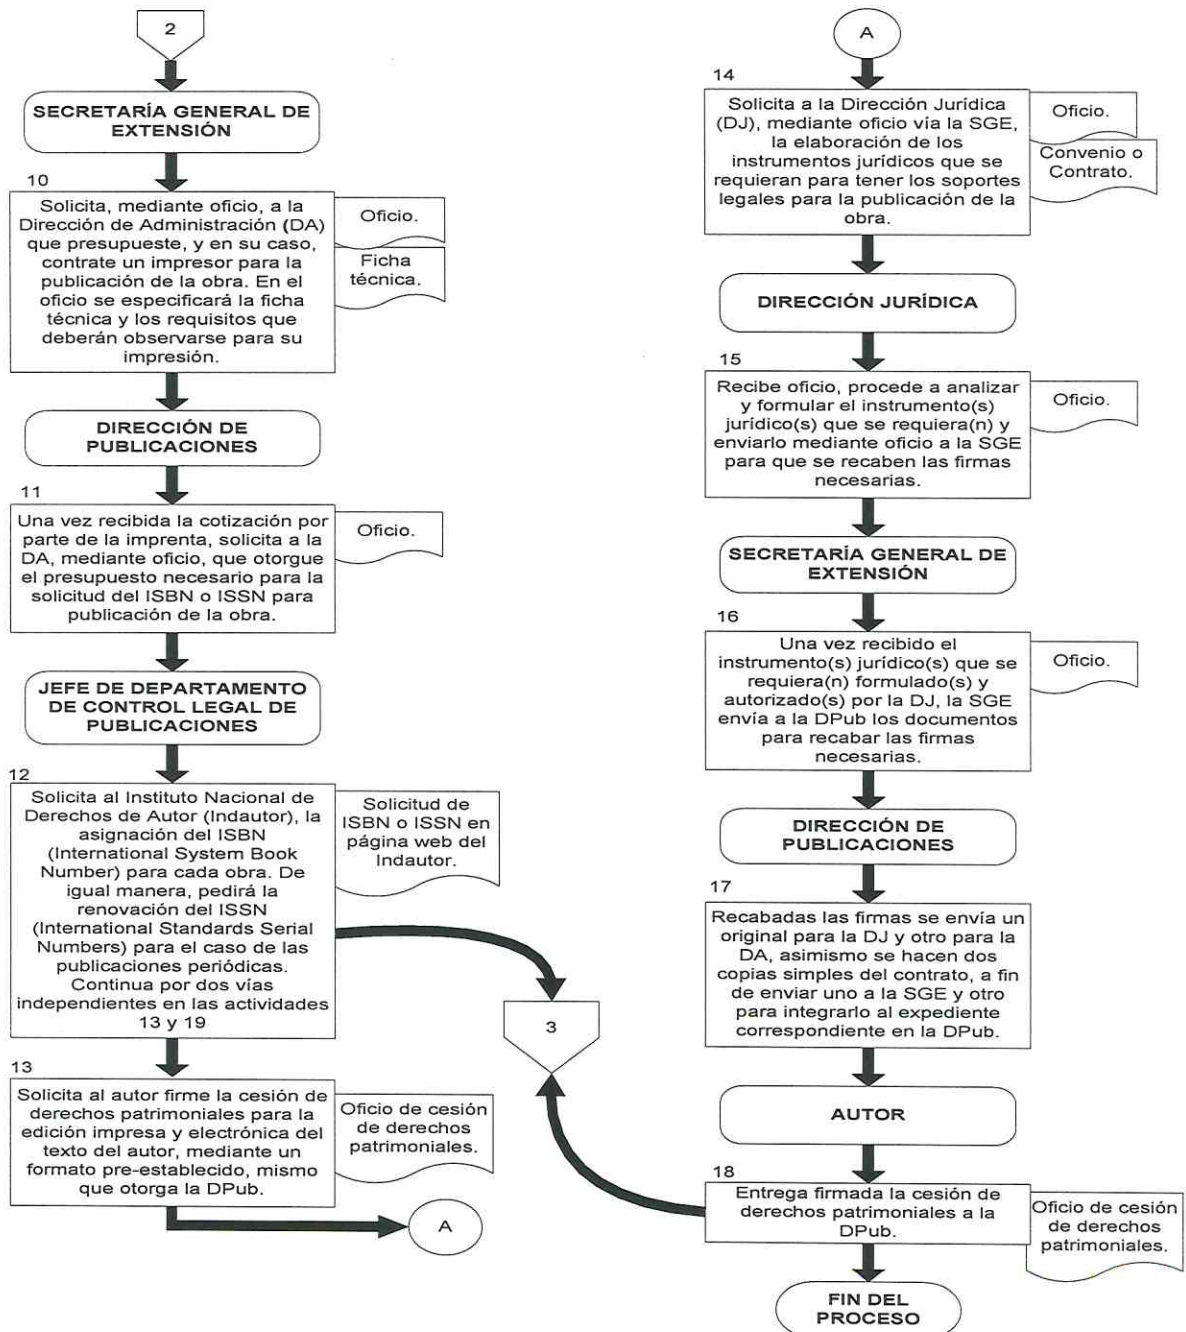 2
SECRETARÍA GENERAL DE
EXTENSIÓN
10
Solicita, mediante oficio, a la
Dirección de Administración (DA)
que presupueste, y en su caso,
contrate un impresor para la
publicación de la obra. En el
oficio se especificará la ficha
técnica y los requisitos que
deberán observarse para su
impresión.
Oficio.
Ficha
técnica.
DIRECCIÓN DE
PUBLICACIONES
11
Una vez recibida la cotización por
parte de la imprenta, solicita a la
DA, mediante oficio, que otorgue
el presupuesto necesario para la
solicitud del ISBN o ISSN para
publicación de la obra.
Oficio.
JEFE DE DEPARTAMENTO
DE CONTROL LEGAL DE
PUBLICACIONES
12
Solicita al Instituto Nacional de
Derechos de Autor (Indautor), la
asignación del ISBN
(International System Book
Number) para cada obra. De
igual manera, pedirá la
renovación del ISSN
(International Standards Serial
Numbers) para el caso de las
publicaciones periódicas.
Continua por dos vías
independientes en las actividades
13 y 19
Solicitud de
ISBN o ISSN en
página web del
Indautor.
13
Solicita al autor firme la cesión de
derechos patrimoniales para la
edición impresa y electrónica del
texto del autor, mediante un
formato pre-establecido, mismo
que otorga la DPub.
Oficio de cesión
de derechos
patrimoniales.
A
3
A
14
Solicita a la Dirección Jurídica
(DJ), mediante oficio vía la SGE,
la elaboración de los
instrumentos jurídicos que se
requieran para tener los soportes
legales para la publicación de la
obra.
Oficio.
Convenio o
Contrato.
DIRECCIÓN JURÍDICA
15
Recibe oficio, procede a analizar
y formular el instrumento(s)
jurídico(s) que se requiera(n) y
enviarlo mediante oficio a la SGE
para que se recaben las firmas
necesarias.
Oficio.
SECRETARÍA GENERAL DE
EXTENSIÓN
16
Una vez recibido el
instrumento(s) jurídico(s) que se
requiera(n) formulado(s) y
autorizado(s) por la DJ, la SGE
envía a la DPub los documentos
para recabar las firmas
necesarias.
Oficio.
DIRECCIÓN DE
PUBLICACIONES
17
Recabadas las firmas se envía un
original para la DJ y otro para la
DA, asimismo se hacen dos
copias simples del contrato, a fin
de enviar uno a la SGE y otro
para integrarlo al expediente
correspondiente en la DPub.
AUTOR
18
Entrega firmada la cesión de
derechos patrimoniales a la
DPub.
Oficio de cesión
de derechos
patrimoniales.
FIN DEL
PROCESO